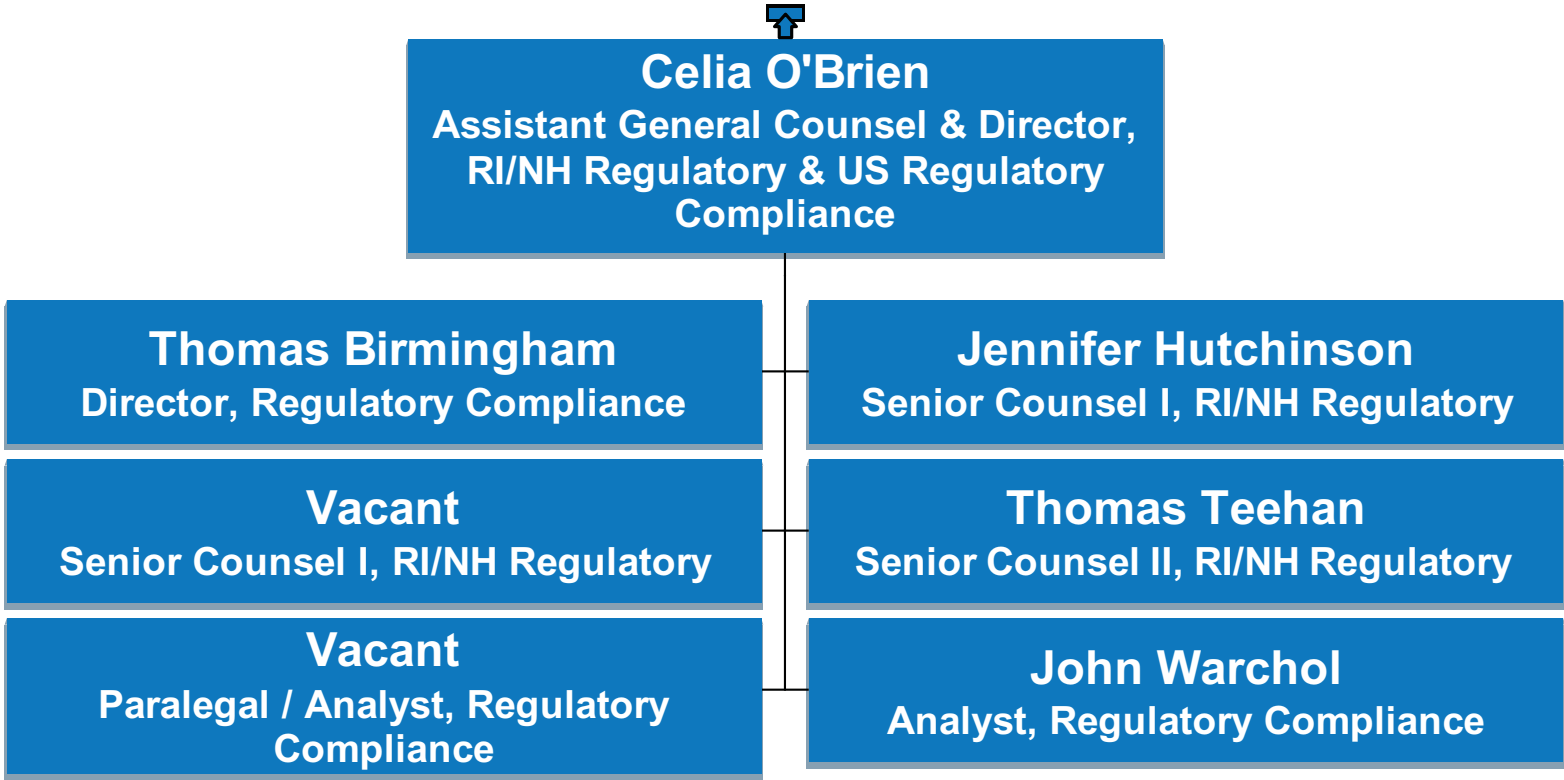 Celia O'Brien
Assistant General Counsel & Director,
RI/NH Regulatory & US Regulatory
Compliance
Thomas Birmingham
Director, Regulatory Compliance
Jennifer Hutchinson
Senior Counsel I, RI/NH Regulatory
Vacant
Senior Counsel I, RI/NH Regulatory
Thomas Teehan
Senior Counsel II, RI/NH Regulatory
Vacant
Paralegal / Analyst, Regulatory
Compliance
John Warchol
Analyst, Regulatory Compliance